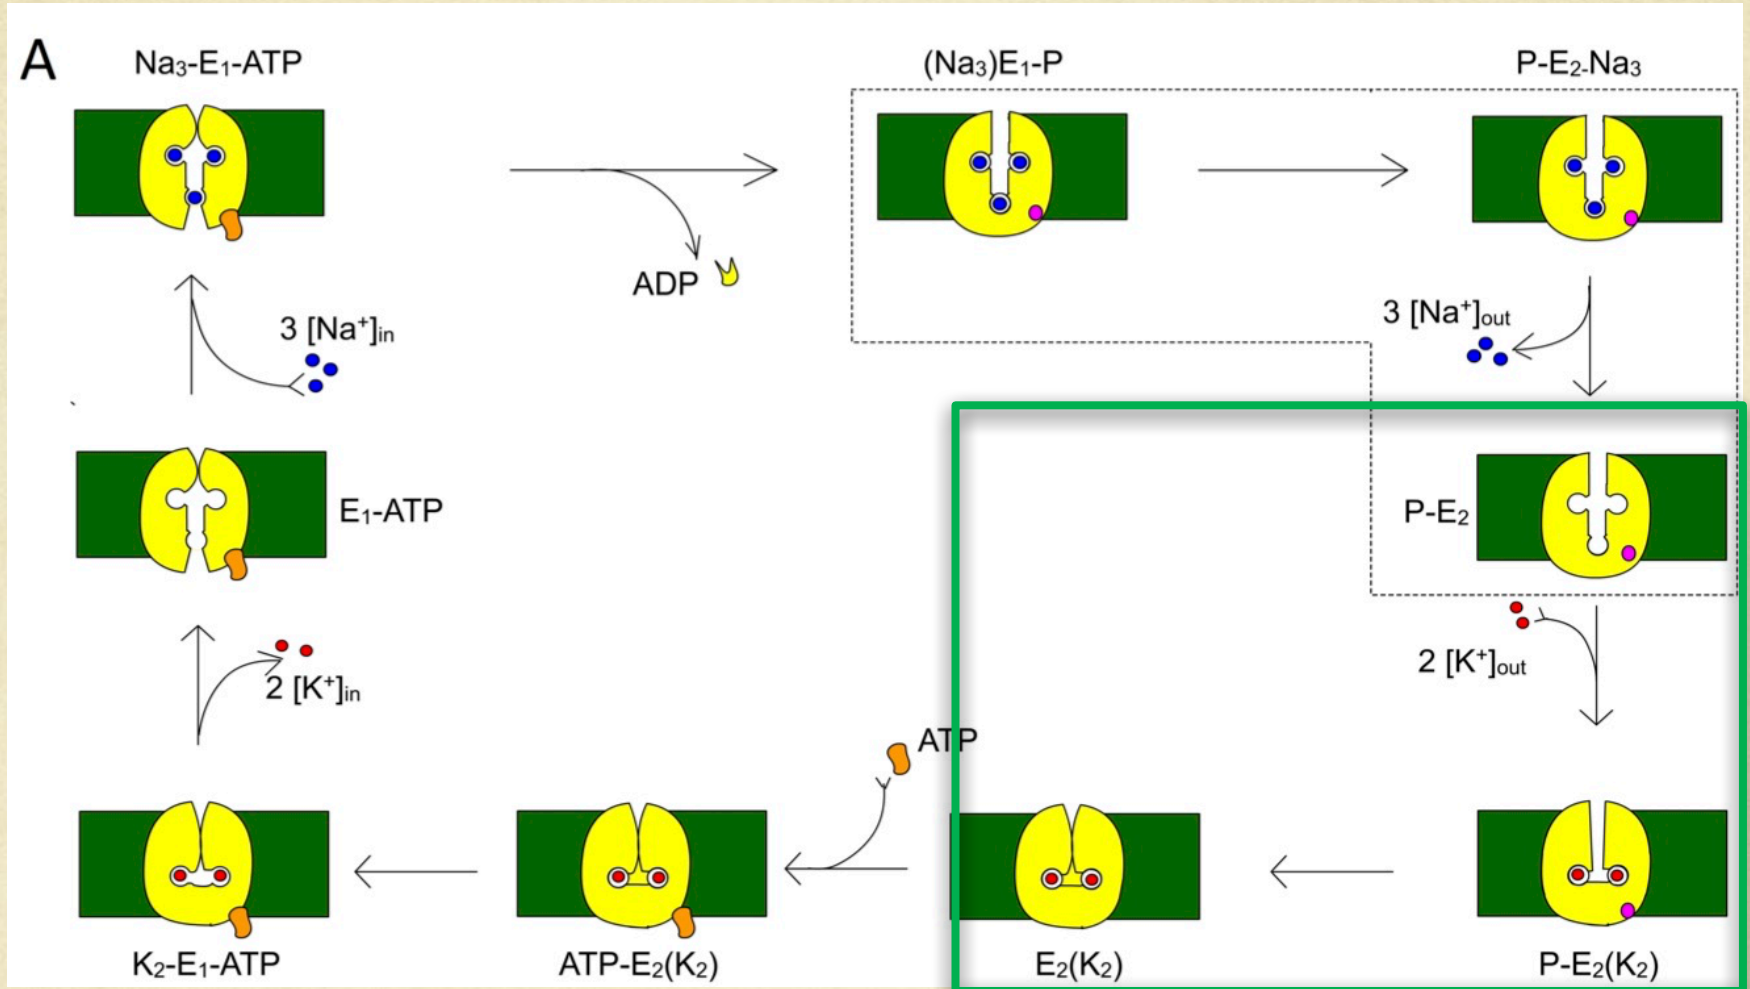 A
Na₃-E₁-ATP
(Na₃)E₁-P
P-E₂-Na₃
ADP
3 [Na⁺]in
3 [Na⁺]out
E₁-ATP
P-E₂
2 [K⁺]in
2 [K⁺]out
ATP
K₂-E₁-ATP
ATP-E₂(K₂)
E₂(K₂)
P-E₂(K₂)